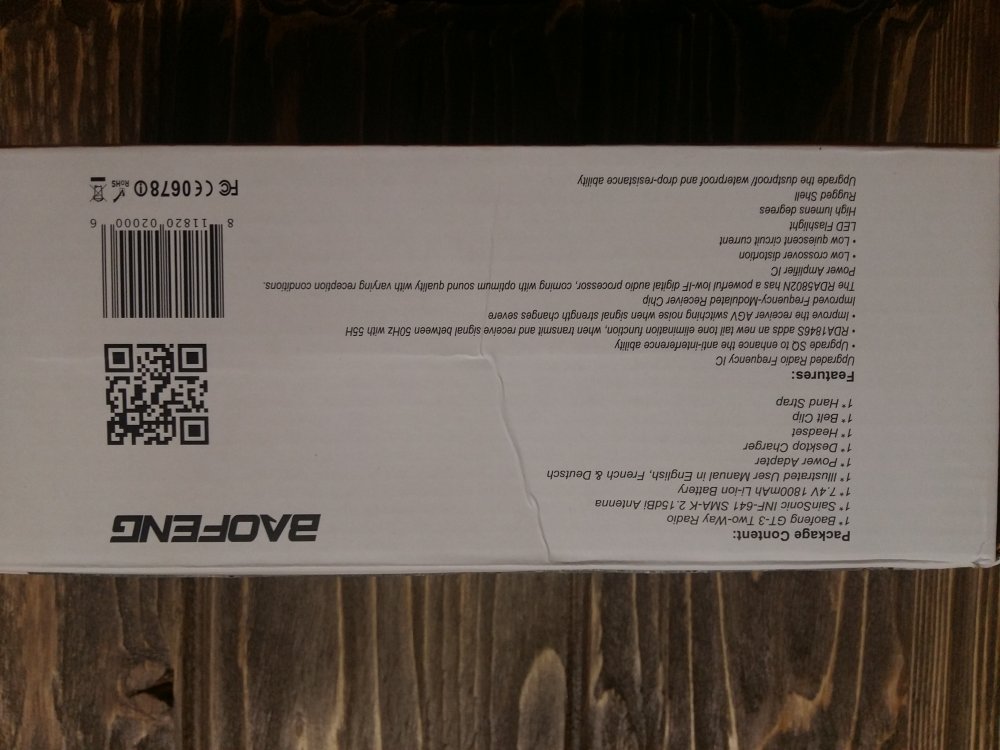 BAOFENG
Package Content:
1* Baofeng GT-3 Two-Way Radio
1* SainSonic INF-641 SMA-K 2.15dBi Antenna
1* 7.4V 1800mAh Li-ion Battery
1* Illustrated User Manual in English, French & Deutsch
1* Power Adapter
1* Desktop Charger
1* Headset
1* Belt Clip
1* Hand Strap
Features:
Upgraded Radio Frequency IC
• Upgrade SQ to enhance the anti-interference ability
• RDA1846S adds an new tail tone elimination function, when transmit and receive signal between 50Hz with 55H
• Improve the receiver AGV switching noise when signal strength changes severe
Improved Frequency-Modulated Receiver Chip
The RDA5802N has a powerful low-IF digital audio processor, coming with optimum sound quality with varying reception conditions.
Power Amplifier IC
• Low crossover distortion
• Low quiescent circuit current
LED Flashlight
High lumens degrees
Rugged Shell
Upgrade the dustproof/ waterproof and drop-resistance ability
8 11820 02000 6
FC CE0678 RoHS